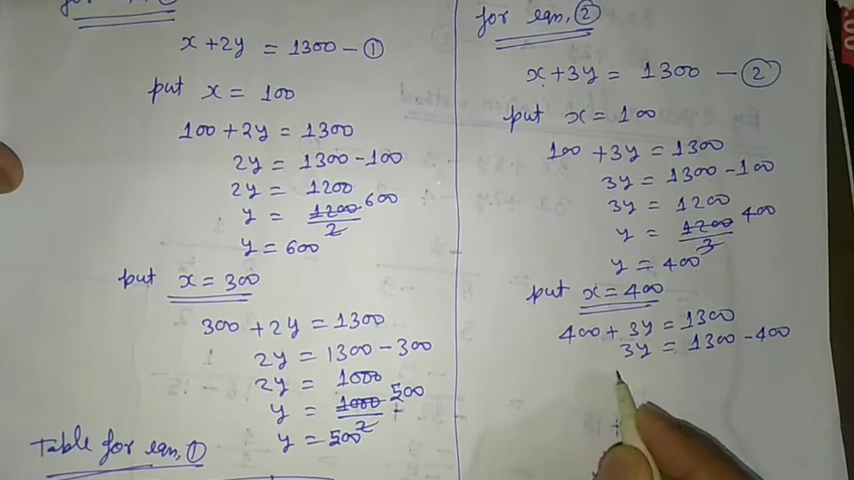 x + 2y = 1300 - ①
put x = 100
100 + 2y = 1300
2y = 1300 - 100
2y = 1200
y = 1200/2 600
y = 600
put x = 300
300 + 2y = 1300
2y = 1300 - 300
2y = 1000
y = 1000/2 500
y = 500
Table for eqn, ①
for eqn, ②
x + 3y = 1300 - ②
put x = 100
100 + 3y = 1300
3y = 1300 - 100
3y = 1200
y = 1200/3 400
y = 400
put x = 400
400 + 3y = 1300
3y = 1300 - 400